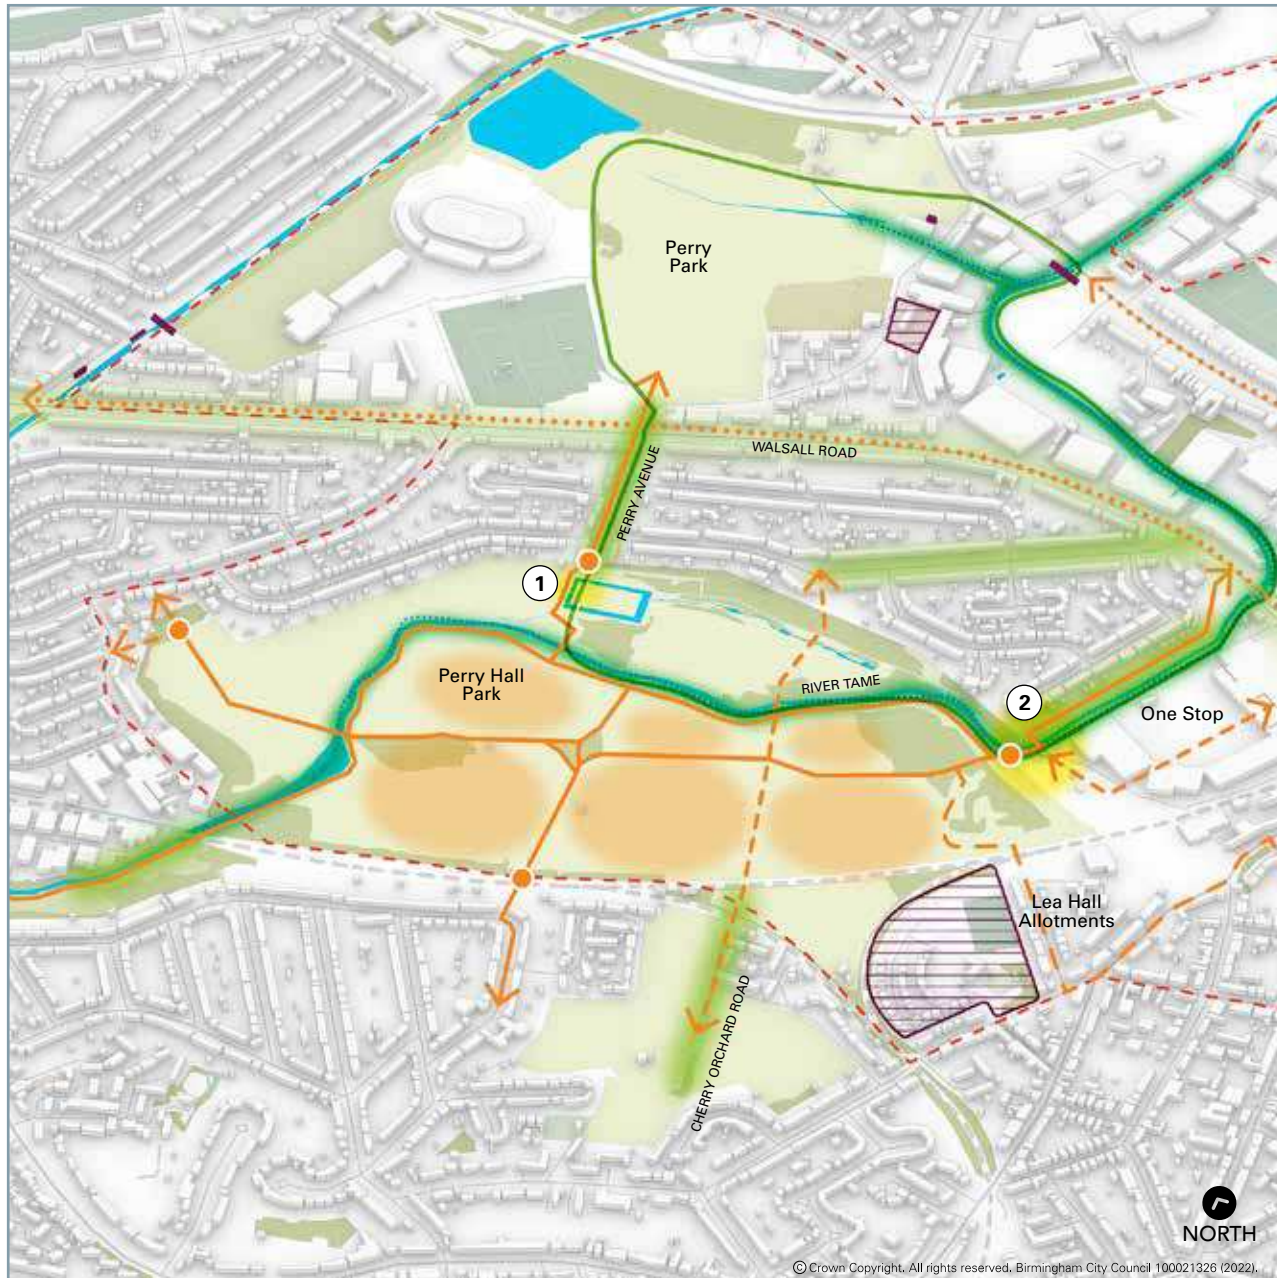 Perry
Park
WALSALL ROAD
PERRY AVENUE
1
Perry Hall
Park
RIVER TAME
2
One Stop
Lea Hall
Allotments
CHERRY ORCHARD ROAD
NORTH
© Crown Copyright. All rights reserved. Birmingham City Council 100021326 (2022).